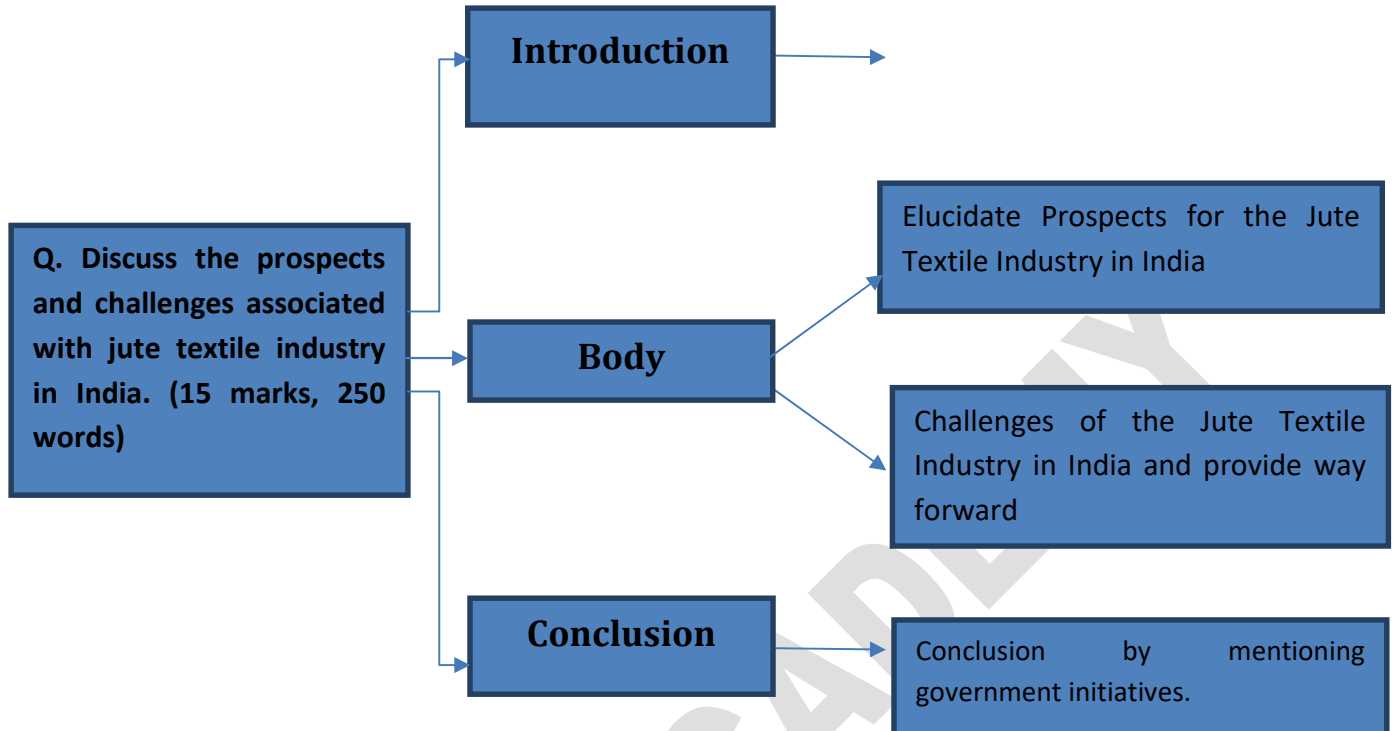 Introduction
Q. Discuss the prospects
and challenges associated
with jute textile industry
in India. (15 marks, 250
words)
Elucidate Prospects for the Jute
Textile Industry in India
Body
Challenges of the Jute Textile
Industry in India and provide way
forward
Conclusion
Conclusion by mentioning
government initiatives.